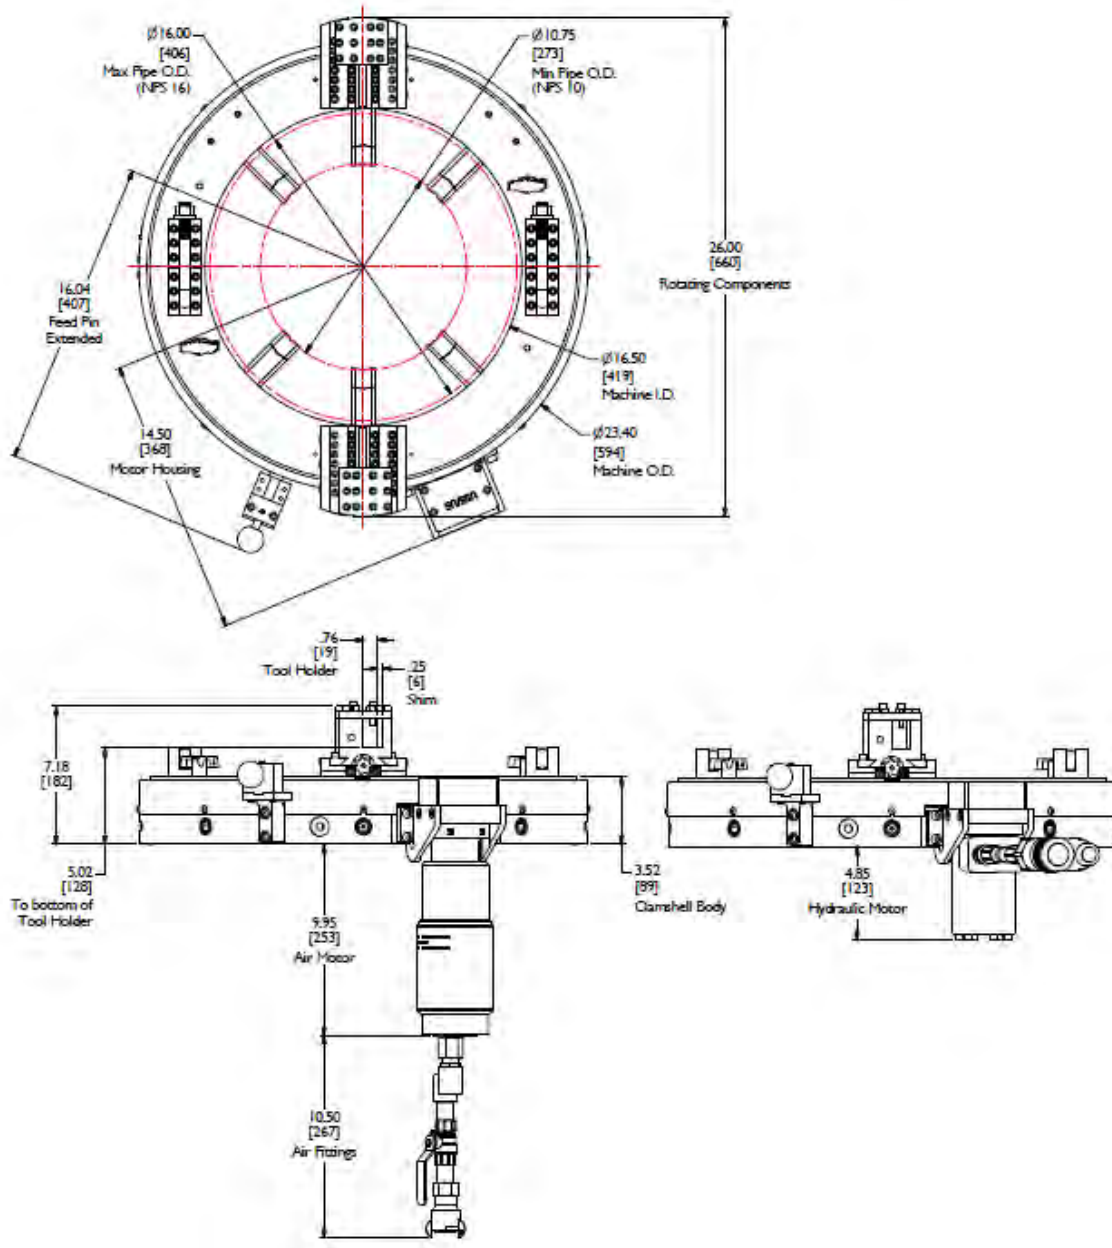 Ø16.00
[406]
Max Pipe O.D.
(NPS 16)
Ø10.75
[273]
Min Pipe O.D.
(NPS 10)
26.00
[660]
Rotating Components
16.04
[407]
Feed Pin
Extended
Ø16.50
[419]
Machine I.D.
14.50
[368]
Motor Housing
Ø23.40
[594]
Machine O.D.
.76
[19]
Tool Holder
.25
[6]
Shim
7.18
[182]
5.02
[128]
To bottom of
Tool Holder
3.52
[89]
Clamshell Body
4.85
[123]
Hydraulic Motor
9.95
[253]
Air Motor
10.50
[267]
Air Fittings